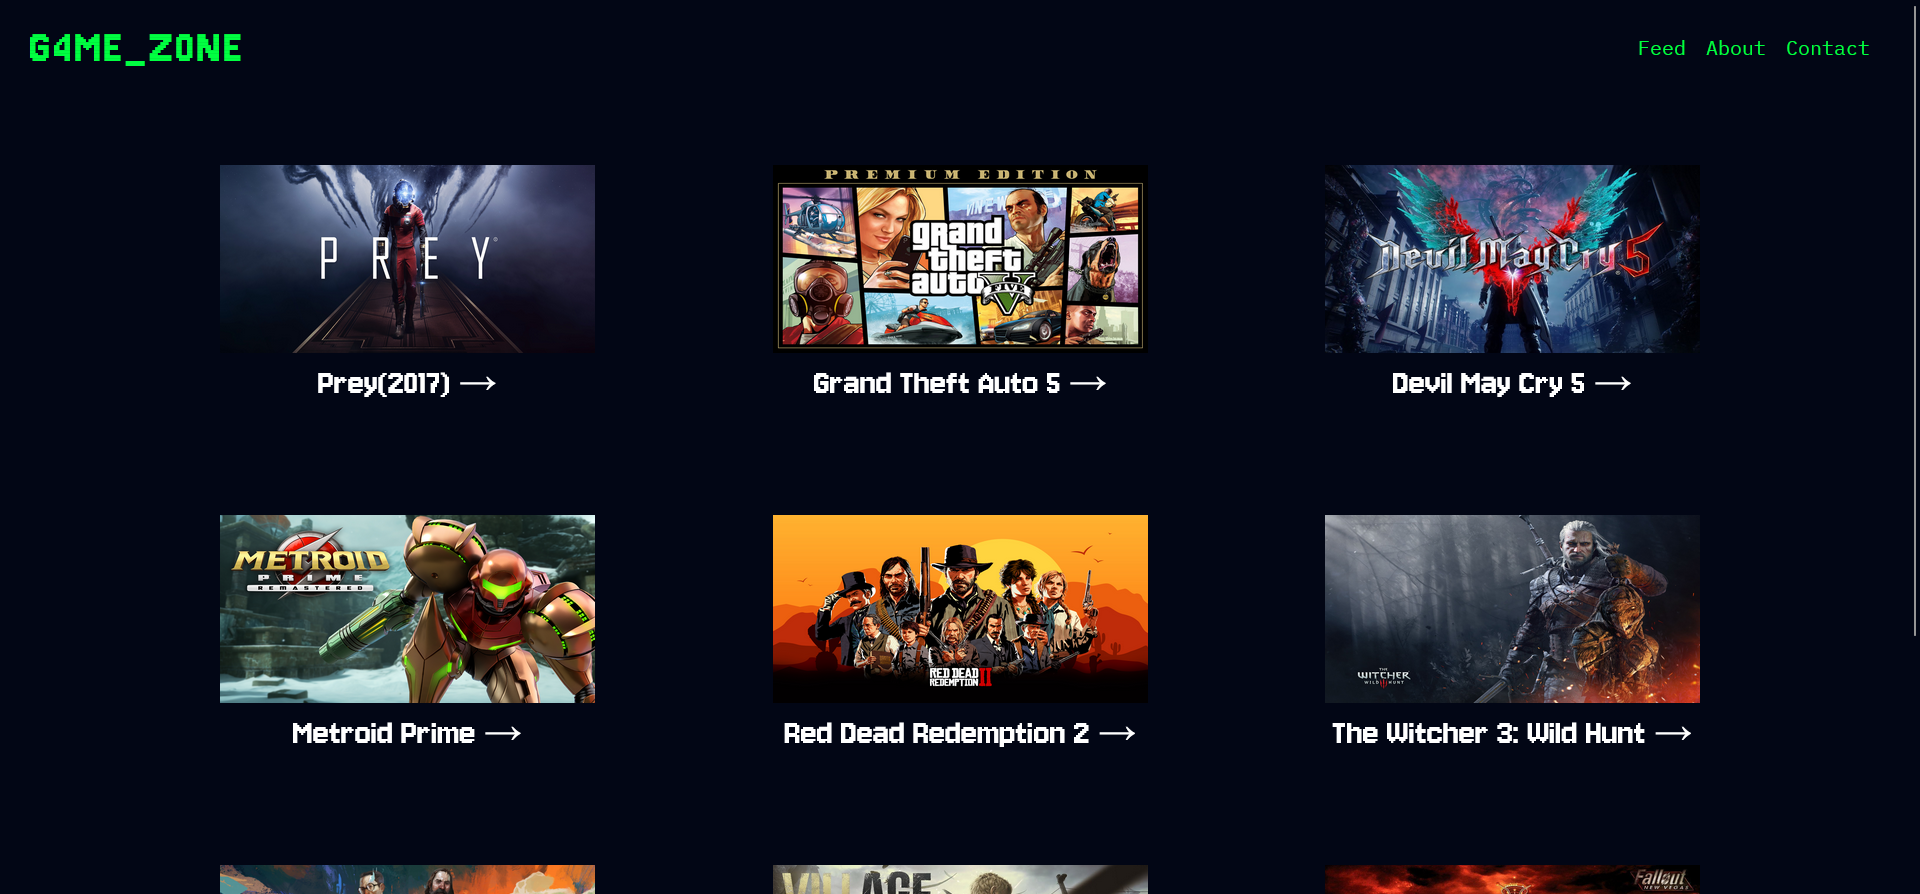 G4ME_Z0NE
Feed About Contact
PREY
PREMIUM EDITION
grand
theft
auto
V
FIVE
Devil May Cry 5
Prey(2017) →
Grand Theft Auto 5 →
Devil May Cry 5 →
METROID
PRIME
REMASTERED
RED DEAD
REDEMPTION II
THE
WITCHER
WILD HUNT
Metroid Prime →
Red Dead Redemption 2 →
The Witcher 3: Wild Hunt →
VILLAGE
Fallout
NEW VEGAS